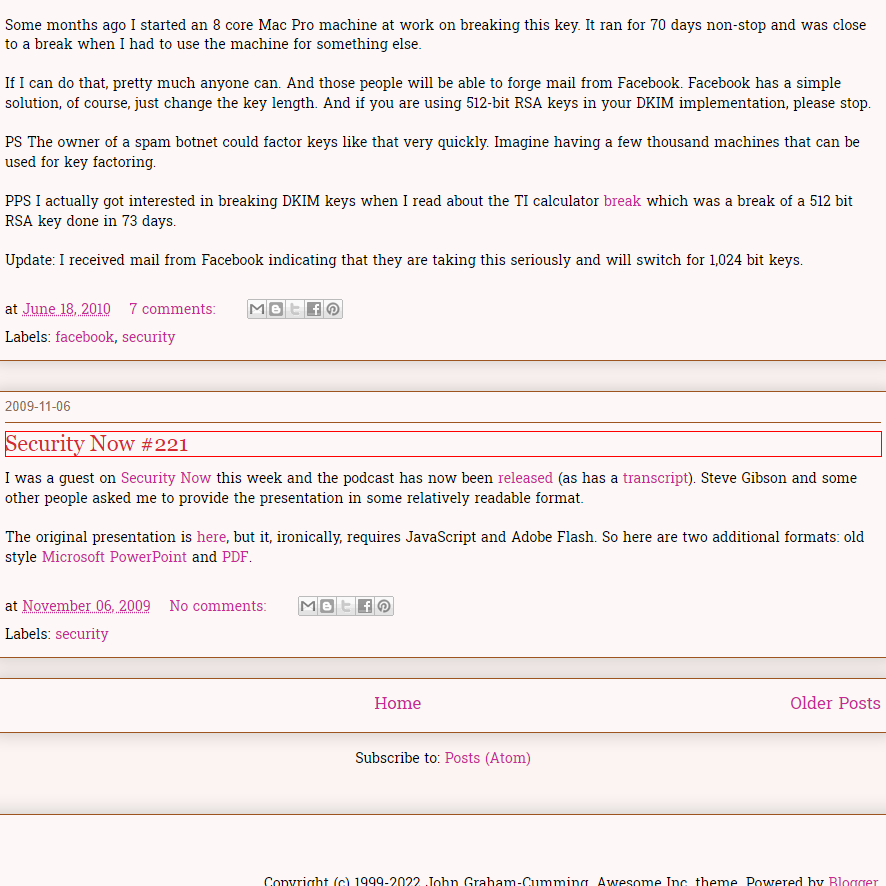 Some months ago I started an 8 core Mac Pro machine at work on breaking this key. It ran for 70 days non-stop and was close
to a break when I had to use the machine for something else.
If I can do that, pretty much anyone can. And those people will be able to forge mail from Facebook. Facebook has a simple
solution, of course, just change the key length. And if you are using 512-bit RSA keys in your DKIM implementation, please stop.
PS The owner of a spam botnet could factor keys like that very quickly. Imagine having a few thousand machines that can be
used for key factoring.
PPS I actually got interested in breaking DKIM keys when I read about the TI calculator break which was a break of a 512 bit
RSA key done in 73 days.
Update: I received mail from Facebook indicating that they are taking this seriously and will switch for 1,024 bit keys.
at June 18, 2010 7 comments:
Labels: facebook, security
2009-11-06
Security Now #221
I was a guest on Security Now this week and the podcast has now been released (as has a transcript). Steve Gibson and some
other people asked me to provide the presentation in some relatively readable format.
The original presentation is here, but it, ironically, requires JavaScript and Adobe Flash. So here are two additional formats: old
style Microsoft PowerPoint and PDF.
at November 06, 2009 No comments:
Labels: security
Home Older Posts
Subscribe to: Posts (Atom)
Copyright (c) 1999-2022 John Graham-Cumming. Awesome Inc. theme. Powered by Blogger.